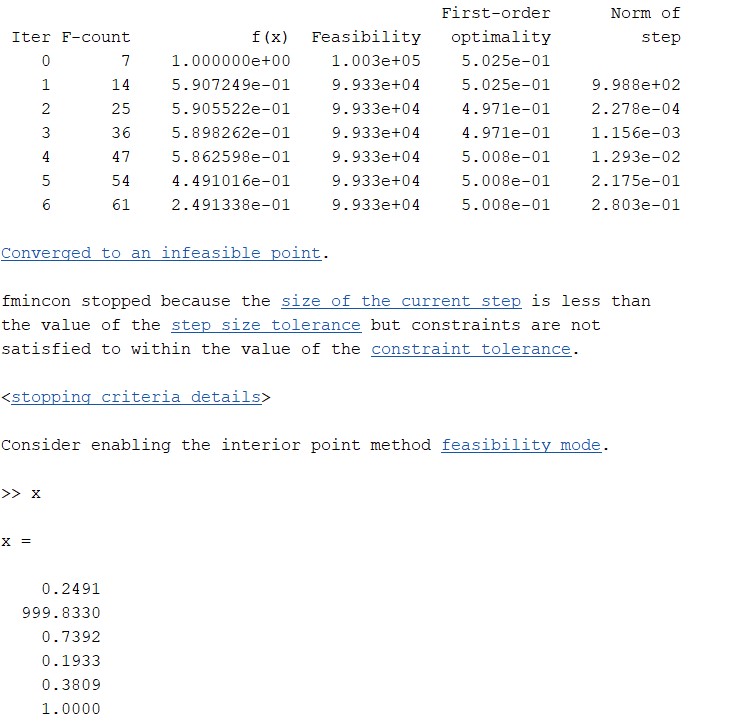 First-order Norm of
Iter F-count f(x) Feasibility optimality step
0 7 1.000000e+00 1.003e+05 5.025e-01
1 14 5.907249e-01 9.933e+04 5.025e-01 9.988e+02
2 25 5.905522e-01 9.933e+04 4.971e-01 2.278e-04
3 36 5.898262e-01 9.933e+04 4.971e-01 1.156e-03
4 47 5.862598e-01 9.933e+04 5.008e-01 1.293e-02
5 54 4.491016e-01 9.933e+04 5.008e-01 2.175e-01
6 61 2.491338e-01 9.933e+04 5.008e-01 2.803e-01
Converged to an infeasible point.
fmincon stopped because the size of the current step is less than
the value of the step size tolerance but constraints are not
satisfied to within the value of the constraint tolerance.
<stopping criteria details>
Consider enabling the interior point method feasibility mode.
>> x
x =
0.2491
999.8330
0.7392
0.1933
0.3809
1.0000